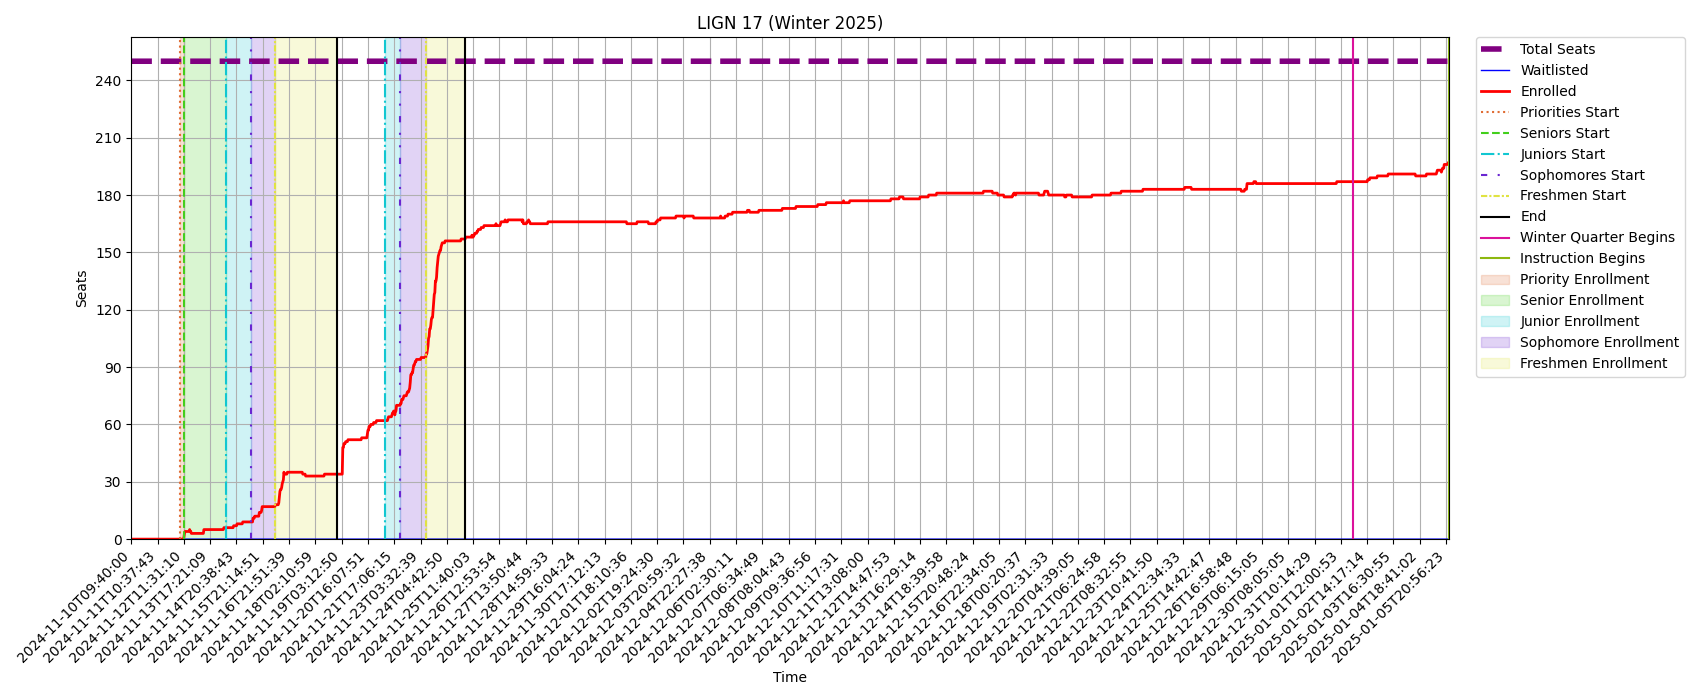 LIGN 17 (Winter 2025)
Seats
240
210
180
150
120
90
60
30
0
2024-11-10T09:40:00
2024-11-11T10:37:43
2024-11-12T11:31:10
2024-11-13T17:21:09
2024-11-14T20:38:43
2024-11-15T21:14:51
2024-11-16T21:51:39
2024-11-18T02:10:59
2024-11-19T03:12:50
2024-11-20T16:07:51
2024-11-21T17:06:15
2024-11-23T03:32:39
2024-11-24T04:42:50
2024-11-25T11:40:03
2024-11-26T12:53:54
2024-11-27T13:50:44
2024-11-28T14:59:33
2024-11-29T16:04:24
2024-11-30T17:12:13
2024-12-01T18:10:36
2024-12-02T19:24:30
2024-12-03T20:59:32
2024-12-04T22:27:38
2024-12-06T02:30:11
2024-12-07T06:34:49
2024-12-08T08:04:43
2024-12-09T09:36:56
2024-12-10T11:17:31
2024-12-11T13:08:00
2024-12-12T14:47:53
2024-12-13T16:29:14
2024-12-14T18:39:58
2024-12-15T20:48:24
2024-12-16T22:34:05
2024-12-18T00:20:37
2024-12-19T02:31:33
2024-12-20T04:39:05
2024-12-21T06:24:58
2024-12-22T08:32:55
2024-12-23T10:41:50
2024-12-24T12:34:33
2024-12-25T14:42:47
2024-12-26T16:58:48
2024-12-29T06:15:05
2024-12-30T08:05:05
2024-12-31T10:14:29
2025-01-01T12:00:53
2025-01-02T14:17:14
2025-01-03T16:30:55
2025-01-04T18:41:02
2025-01-05T20:56:23
Time
Total Seats
Waitlisted
Enrolled
Priorities Start
Seniors Start
Juniors Start
Sophomores Start
Freshmen Start
End
Winter Quarter Begins
Instruction Begins
Priority Enrollment
Senior Enrollment
Junior Enrollment
Sophomore Enrollment
Freshmen Enrollment